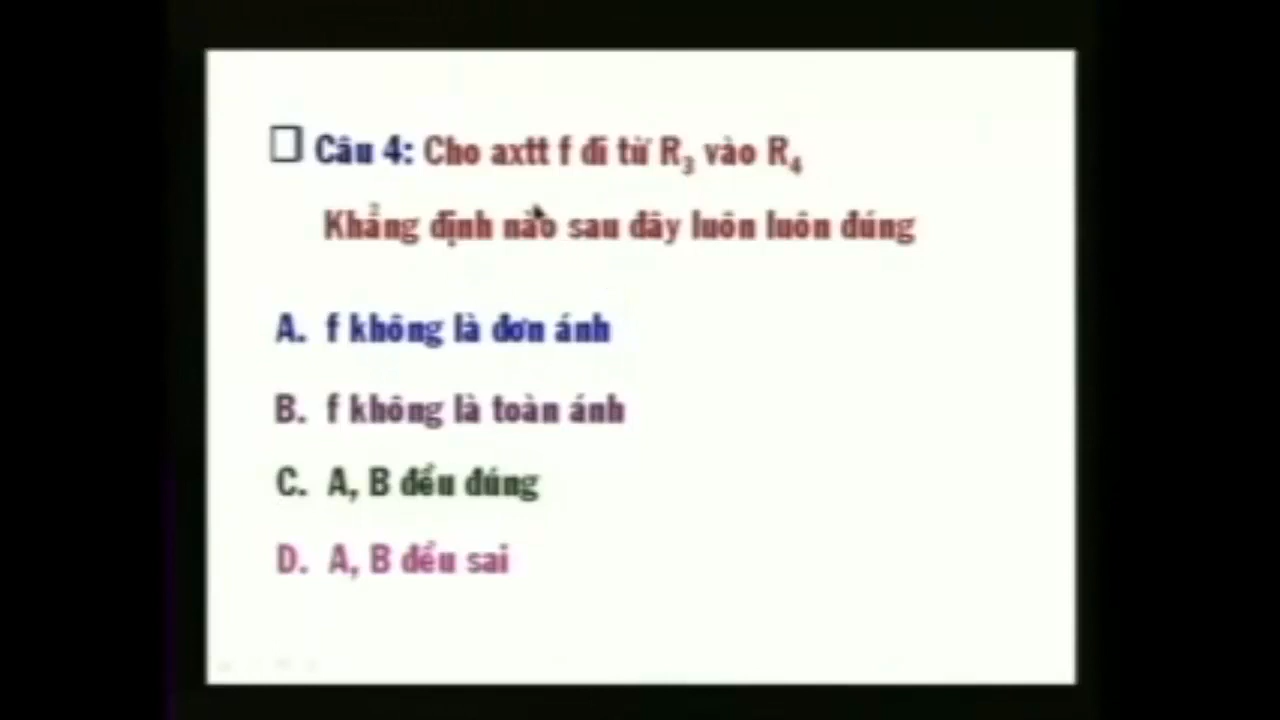 Câu 4: Cho axtt f đi từ R3 vào R4
Khẳng định nào sau đây luôn luôn đúng
A. f không là đơn ánh
B. f không là toàn ánh
C. A, B đều đúng
D. A, B đều sai